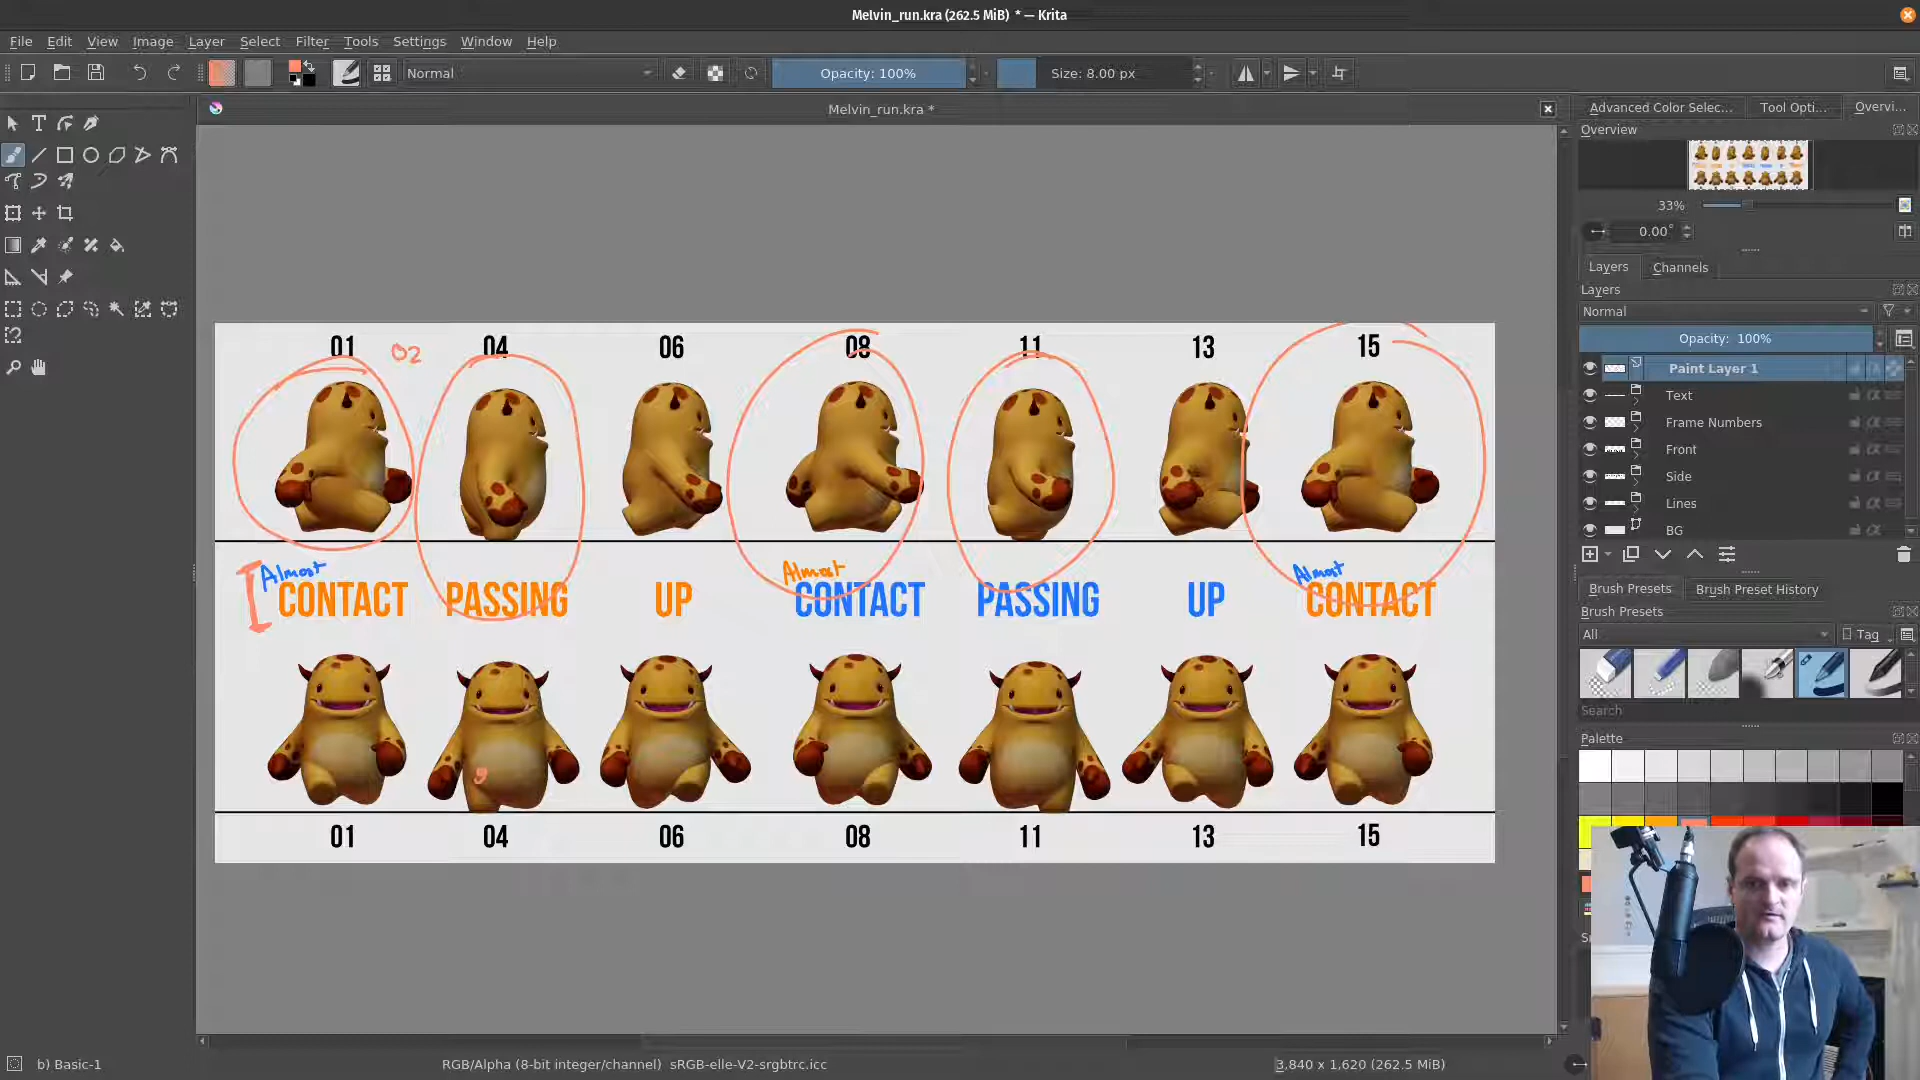 Melvin_run.kra (262.5 MiB) * — Krita
File Edit View Image Layer Select Filter Tools Settings Window Help
Normal Opacity: 100% Size: 8.00 px
Melvin_run.kra *
Advanced Color Selec... Tool Opti... Overvi...
Overview
33%
0.00°
Layers Channels
Layers
Normal
Opacity: 100%
Paint Layer 1
Text
Frame Numbers
Front
Side
Lines
BG
Brush Presets Brush Preset History
Brush Presets
All Tag
Search
Palette
01 02 04 06 08 11 13 15
Almost Almost Almost
CONTACT PASSING UP CONTACT PASSING UP CONTACT
01 04 06 08 11 13 15
b) Basic-1
RGB/Alpha (8-bit integer/channel) sRGB-elle-V2-srgbtrc.icc
3,840 x 1,620 (262.5 MiB)